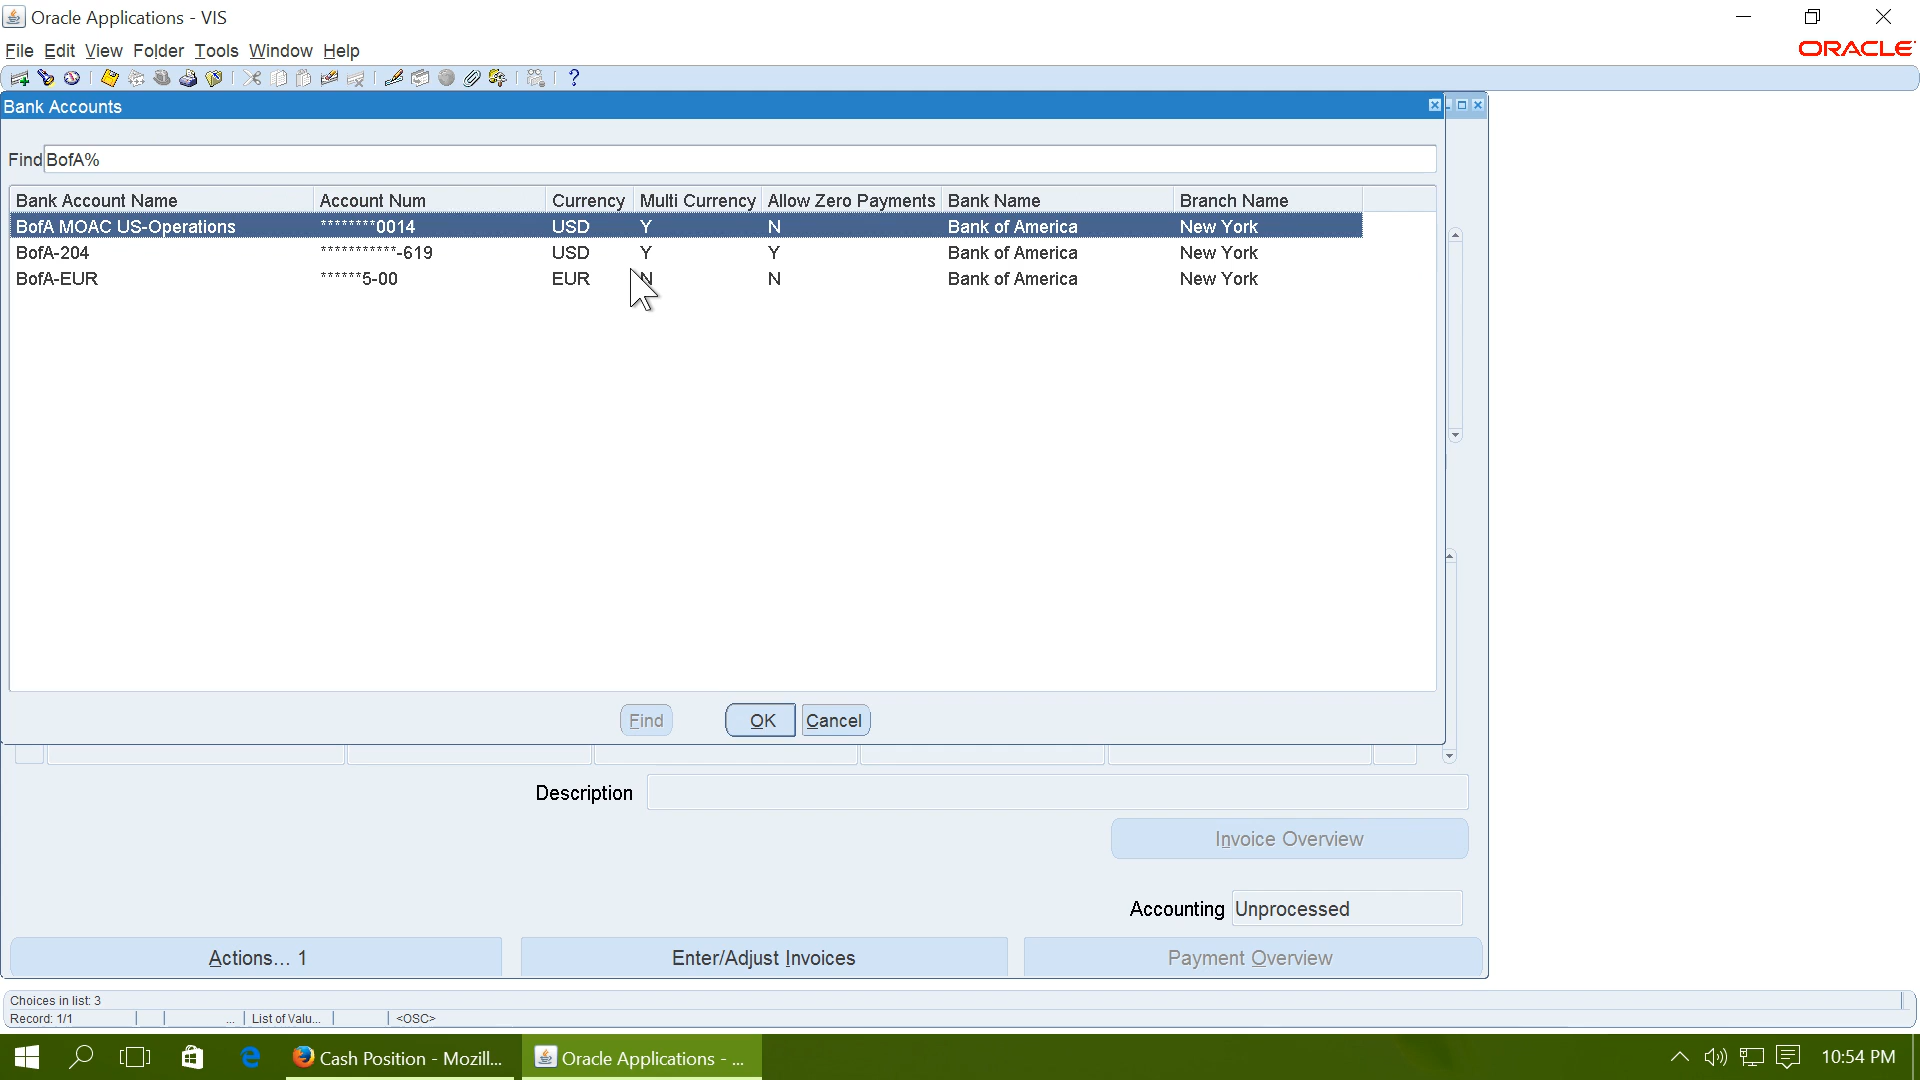 Oracle Applications - VIS
File Edit View Folder Tools Window Help
ORACLE
?
Bank Accounts
Find BofA%
Bank Account Name Account Num Currency Multi Currency Allow Zero Payments Bank Name Branch Name
BofA MOAC US-Operations ********0014 USD Y N Bank of America New York
BofA-204 ***********-619 USD Y Y Bank of America New York
BofA-EUR ******5-00 EUR N N Bank of America New York
Find OK Cancel
Description
Invoice Overview
Accounting Unprocessed
Actions... 1 Enter/Adjust Invoices Payment Overview
Choices in list: 3
Record: 1/1 ... List of Valu... <OSC>
Cash Position - Mozill... Oracle Applications - ... 10:54 PM